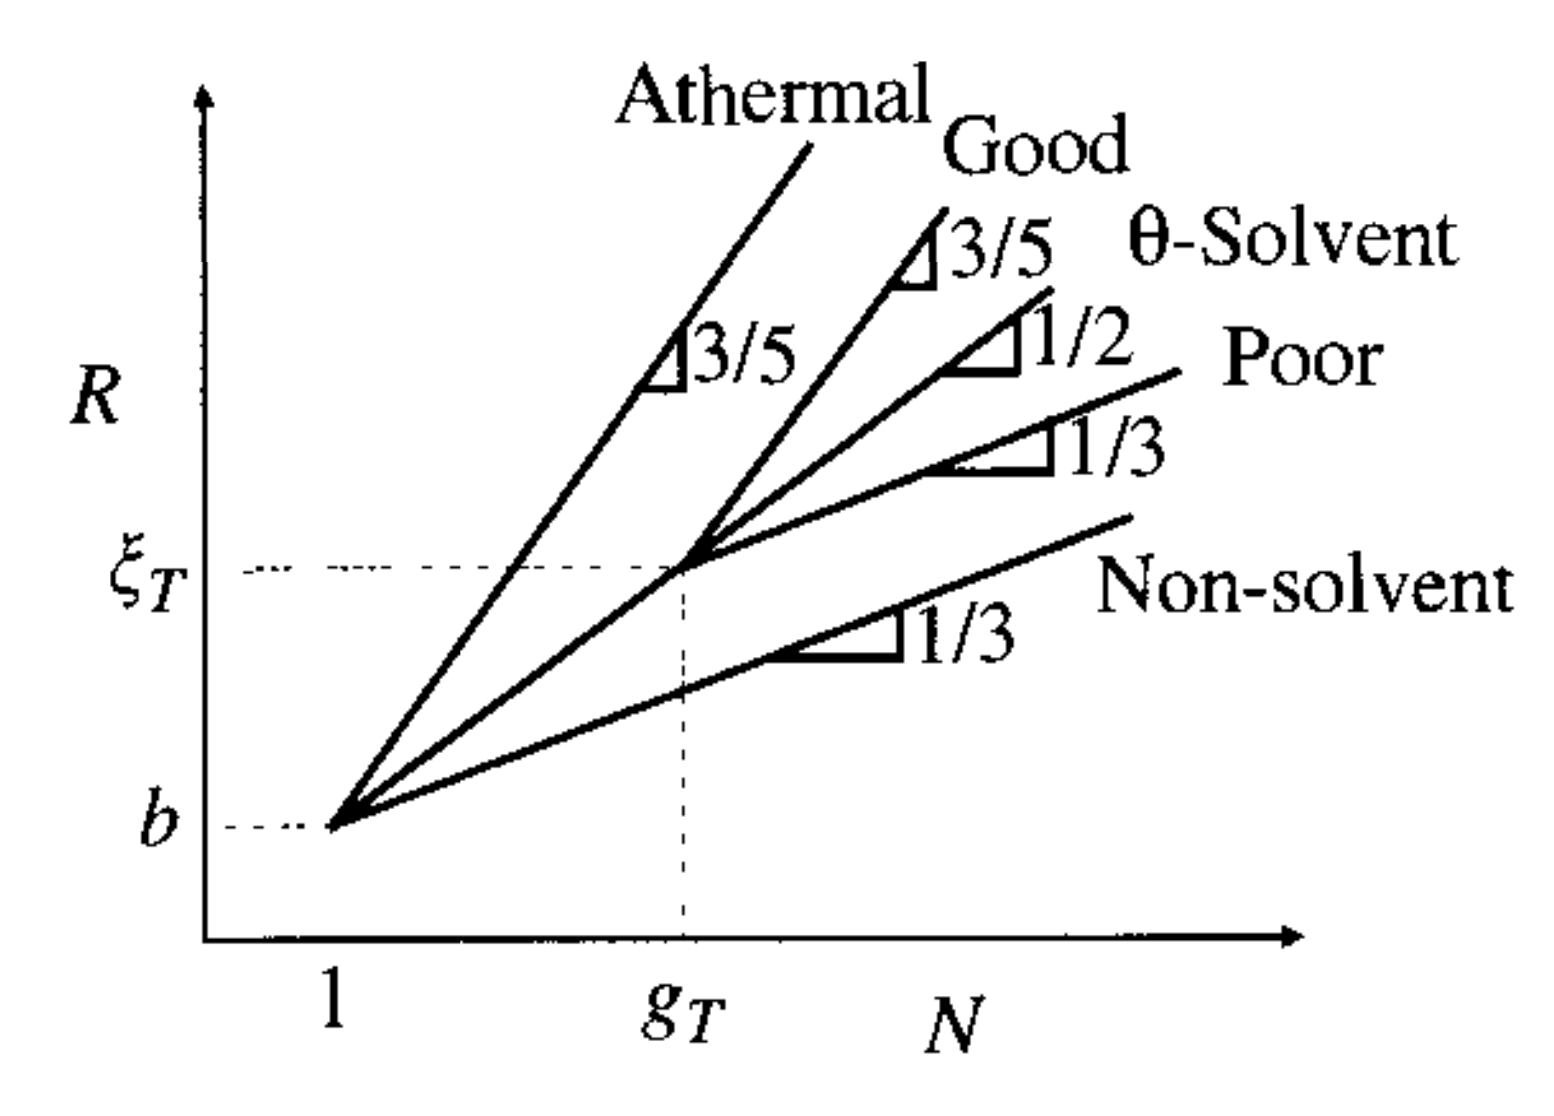 Athermal
Good
3/5
θ-Solvent
3/5
1/2
Poor
R
1/3
ξT
Non-solvent
1/3
b
1
gT
N